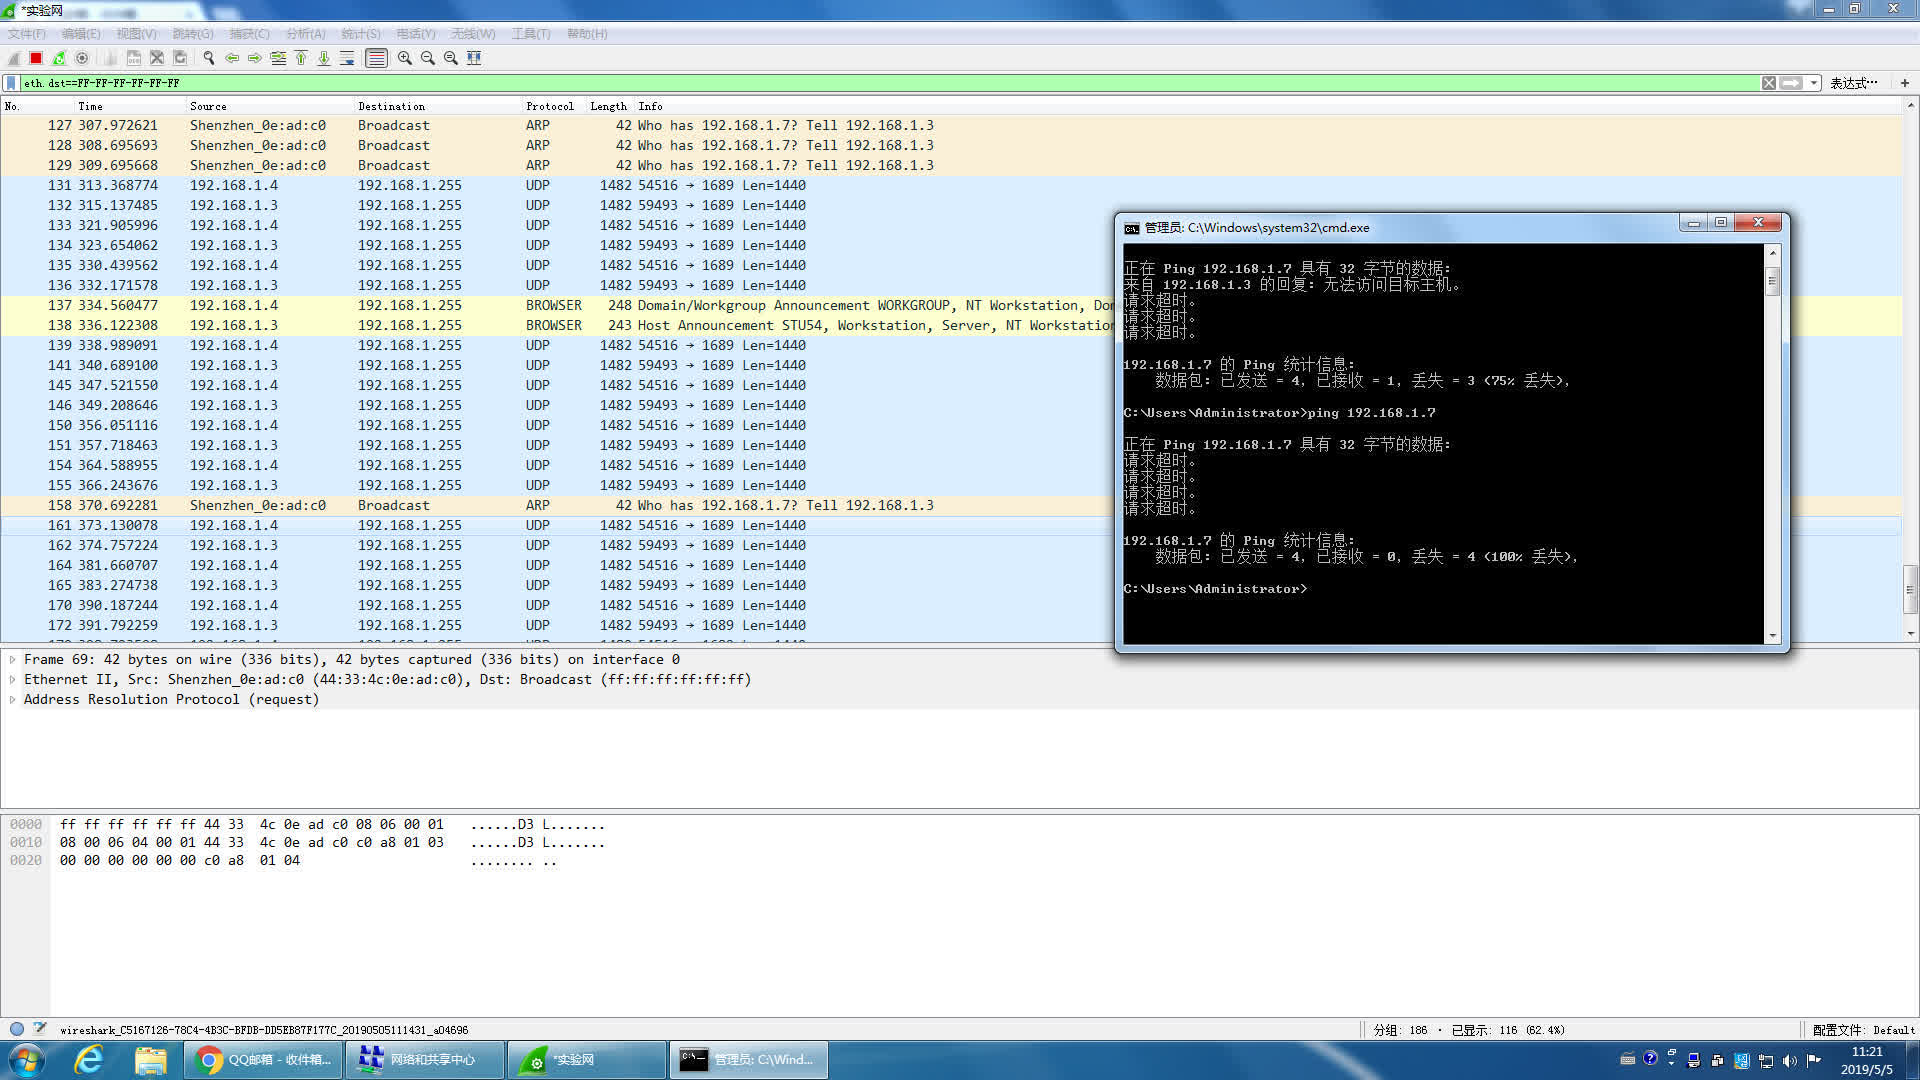 *实验网
文件(F) 编辑(E) 视图(V) 跳转(G) 捕获(C) 分析(A) 统计(S) 电话(Y) 无线(W) 工具(T) 帮助(H)
eth.dst==FF-FF-FF-FF-FF-FF
表达式…
+
No. Time Source Destination Protocol Length Info
127 307.972621 Shenzhen_0e:ad:c0 Broadcast ARP 42 Who has 192.168.1.7? Tell 192.168.1.3
128 308.695693 Shenzhen_0e:ad:c0 Broadcast ARP 42 Who has 192.168.1.7? Tell 192.168.1.3
129 309.695668 Shenzhen_0e:ad:c0 Broadcast ARP 42 Who has 192.168.1.7? Tell 192.168.1.3
131 313.368774 192.168.1.4 192.168.1.255 UDP 1482 54516 → 1689 Len=1440
132 315.137485 192.168.1.3 192.168.1.255 UDP 1482 59493 → 1689 Len=1440
133 321.905996 192.168.1.4 192.168.1.255 UDP 1482 54516 → 1689 Len=1440
134 323.654062 192.168.1.3 192.168.1.255 UDP 1482 59493 → 1689 Len=1440
135 330.439562 192.168.1.4 192.168.1.255 UDP 1482 54516 → 1689 Len=1440
136 332.171578 192.168.1.3 192.168.1.255 UDP 1482 59493 → 1689 Len=1440
137 334.560477 192.168.1.4 192.168.1.255 BROWSER 248 Domain/Workgroup Announcement WORKGROUP, NT Workstation, Dom
138 336.122308 192.168.1.3 192.168.1.255 BROWSER 243 Host Announcement STU54, Workstation, Server, NT Workstation
139 338.989091 192.168.1.4 192.168.1.255 UDP 1482 54516 → 1689 Len=1440
141 340.689100 192.168.1.3 192.168.1.255 UDP 1482 59493 → 1689 Len=1440
145 347.521550 192.168.1.4 192.168.1.255 UDP 1482 54516 → 1689 Len=1440
146 349.208646 192.168.1.3 192.168.1.255 UDP 1482 59493 → 1689 Len=1440
150 356.051116 192.168.1.4 192.168.1.255 UDP 1482 54516 → 1689 Len=1440
151 357.718463 192.168.1.3 192.168.1.255 UDP 1482 59493 → 1689 Len=1440
154 364.588955 192.168.1.4 192.168.1.255 UDP 1482 54516 → 1689 Len=1440
155 366.243676 192.168.1.3 192.168.1.255 UDP 1482 59493 → 1689 Len=1440
158 370.692281 Shenzhen_0e:ad:c0 Broadcast ARP 42 Who has 192.168.1.7? Tell 192.168.1.3
161 373.130078 192.168.1.4 192.168.1.255 UDP 1482 54516 → 1689 Len=1440
162 374.757224 192.168.1.3 192.168.1.255 UDP 1482 59493 → 1689 Len=1440
164 381.660707 192.168.1.4 192.168.1.255 UDP 1482 54516 → 1689 Len=1440
165 383.274738 192.168.1.3 192.168.1.255 UDP 1482 59493 → 1689 Len=1440
170 390.187244 192.168.1.4 192.168.1.255 UDP 1482 54516 → 1689 Len=1440
172 391.792259 192.168.1.3 192.168.1.255 UDP 1482 59493 → 1689 Len=1440
管理员: C:\Windows\system32\cmd.exe
正在 Ping 192.168.1.7 具有 32 字节的数据:
来自 192.168.1.3 的回复: 无法访问目标主机。
请求超时。
请求超时。
请求超时。
192.168.1.7 的 Ping 统计信息:
数据包: 已发送 = 4, 已接收 = 1, 丢失 = 3 (75% 丢失),
C:\Users\Administrator>ping 192.168.1.7
正在 Ping 192.168.1.7 具有 32 字节的数据:
请求超时。
请求超时。
请求超时。
请求超时。
192.168.1.7 的 Ping 统计信息:
数据包: 已发送 = 4, 已接收 = 0, 丢失 = 4 (100% 丢失),
C:\Users\Administrator>
Frame 69: 42 bytes on wire (336 bits), 42 bytes captured (336 bits) on interface 0
Ethernet II, Src: Shenzhen_0e:ad:c0 (44:33:4c:0e:ad:c0), Dst: Broadcast (ff:ff:ff:ff:ff:ff)
Address Resolution Protocol (request)
0000 ff ff ff ff ff ff 44 33 4c 0e ad c0 08 06 00 01 ......D3 L.......
0010 08 00 06 04 00 01 44 33 4c 0e ad c0 c0 a8 01 03 ......D3 L.......
0020 00 00 00 00 00 00 c0 a8 01 04 ........ ..
wireshark_C5167126-78C4-4B3C-BFDB-DD5EB87F177C_20190505111431_a04696
分组: 186 · 已显示: 116 (62.4%)
配置文件: Default
QQ邮箱 - 收件箱...
网络和共享中心
*实验网
管理员: C:\Wind...
11:21
2019/5/5